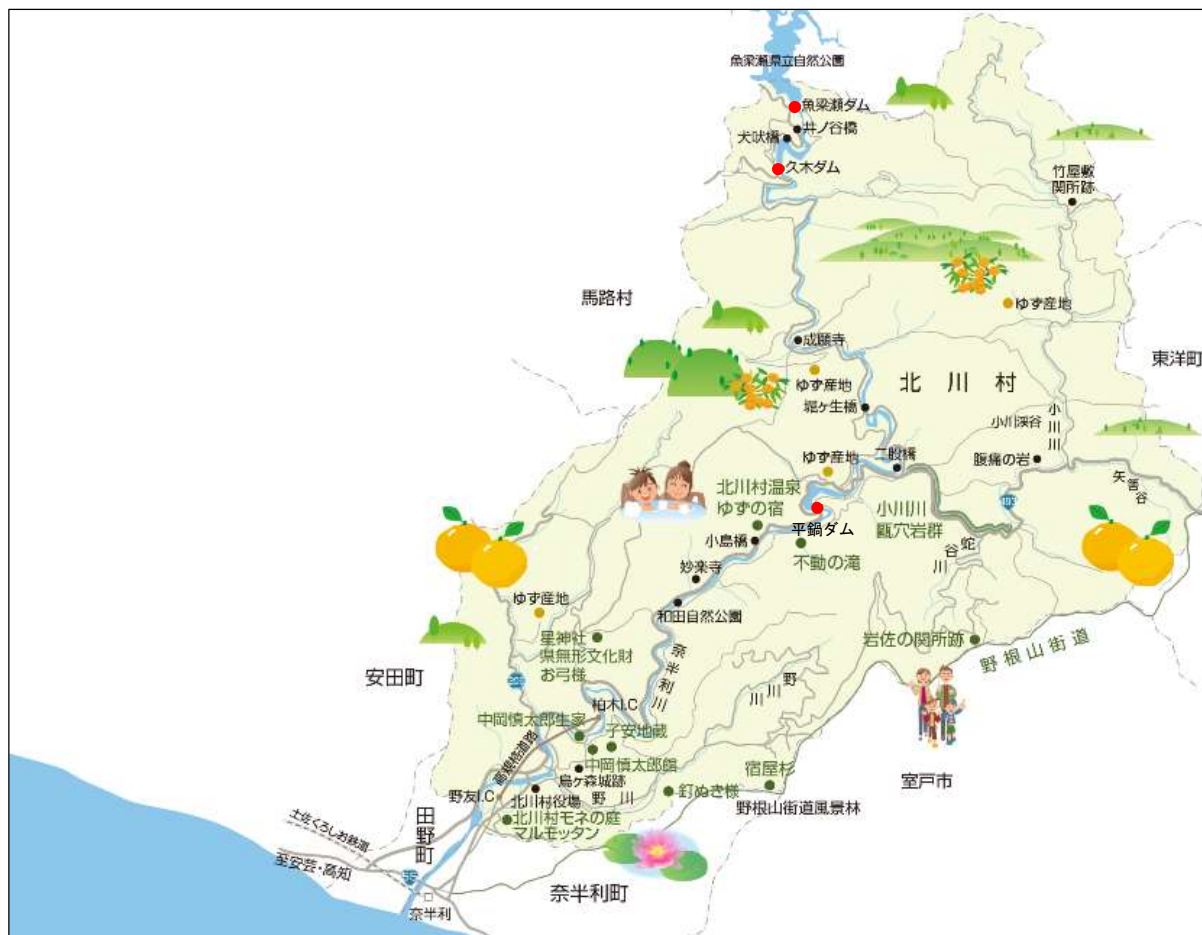 魚梁瀬県立自然公園
魚梁瀬ダム
井ノ谷橋
犬吠橋
久木ダム
竹屋敷
関所跡
馬路村
ゆず産地
成願寺
東洋町
ゆず産地
北川村
堀ヶ生橋
小川渓谷
小川川
ゆず産地
二股橋
腹痛の岩
矢筈谷
北川村温泉
ゆずの宿
493
小川川
甌穴岩群
平鍋ダム
小島橋
不動の滝
蛇谷川
妙楽寺
ゆず産地
和田自然公園
星神社
県無形文化財
お弓様
岩佐の関所跡
野根山街道
奈半利川
安田町
野川川
柏木I.C
中岡慎太郎生家
子安地蔵
高規格道路
中岡慎太郎館
宿屋杉
烏ヶ森城跡
室戸市
野友I.C
北川村役場
野川
釘ぬき様
野根山街道風景林
北川村モネの庭
マルモッタン
田野町
土佐くろしお鉄道
至安芸・高知
55
奈半利町
奈半利